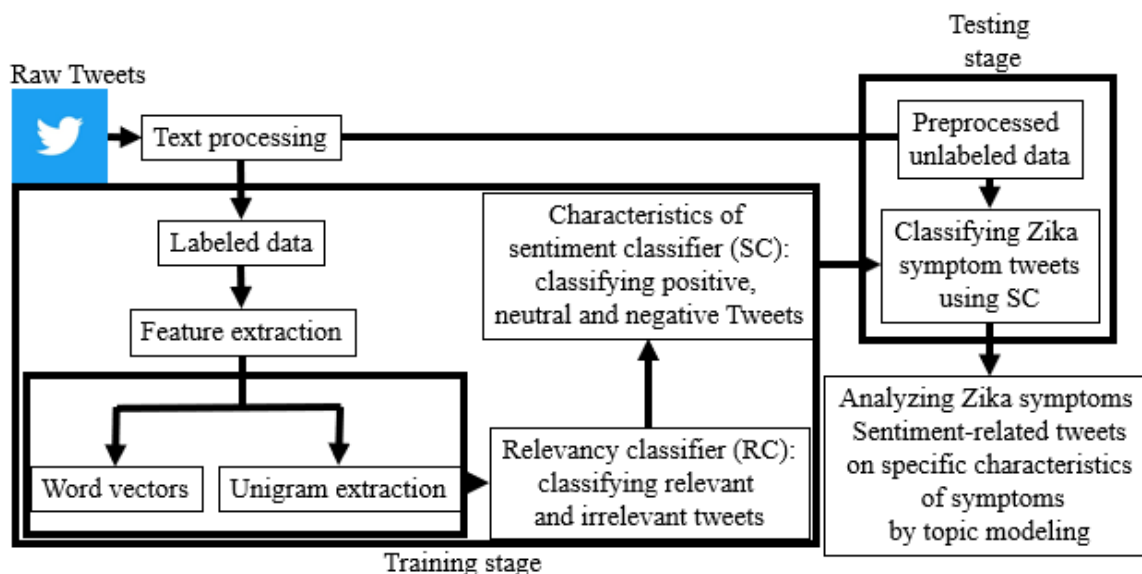 Raw Tweets
Text processing
Labeled data
Feature extraction
Word vectors
Unigram extraction
Relevancy classifier (RC):
classifying relevant
and irrelevant tweets
Characteristics of
sentiment classifier (SC):
classifying positive,
neutral and negative Tweets
Training stage
Testing
stage
Preprocessed
unlabeled data
Classifying Zika
symptom tweets
using SC
Analyzing Zika symptoms
Sentiment-related tweets
on specific characteristics
of symptoms
by topic modeling